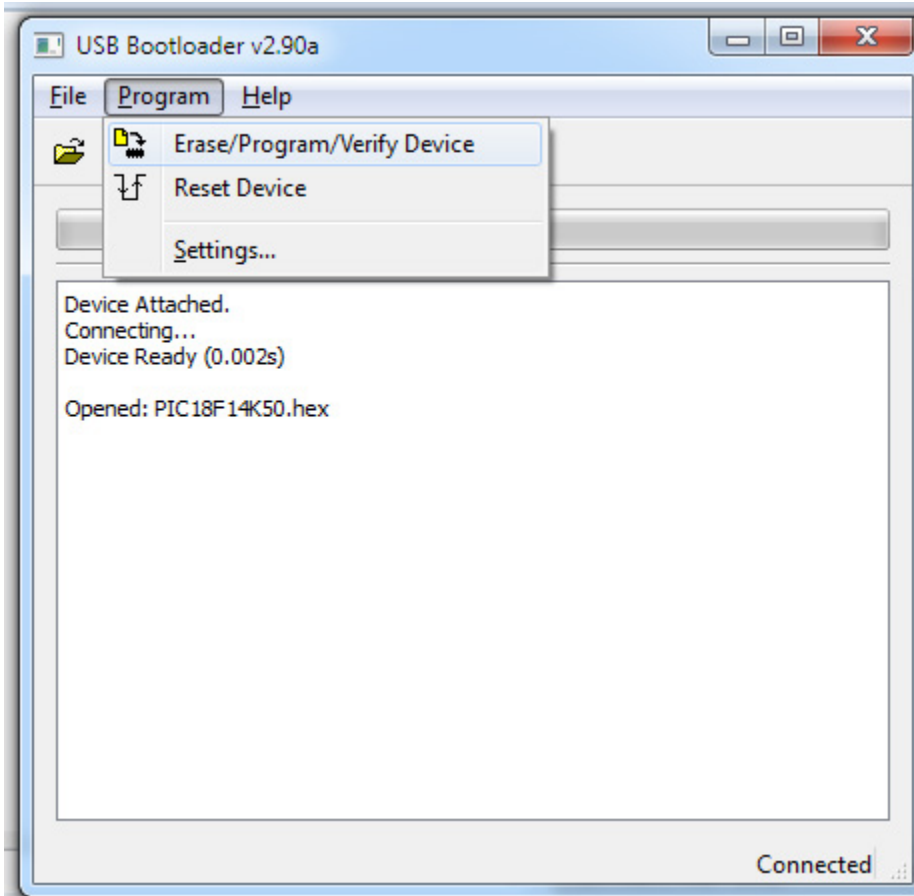 USB Bootloader v2.90a
File Program Help
Erase/Program/Verify Device
Reset Device
Settings...
Device Attached.
Connecting...
Device Ready (0.002s)
Opened: PIC18F14K50.hex
Connected